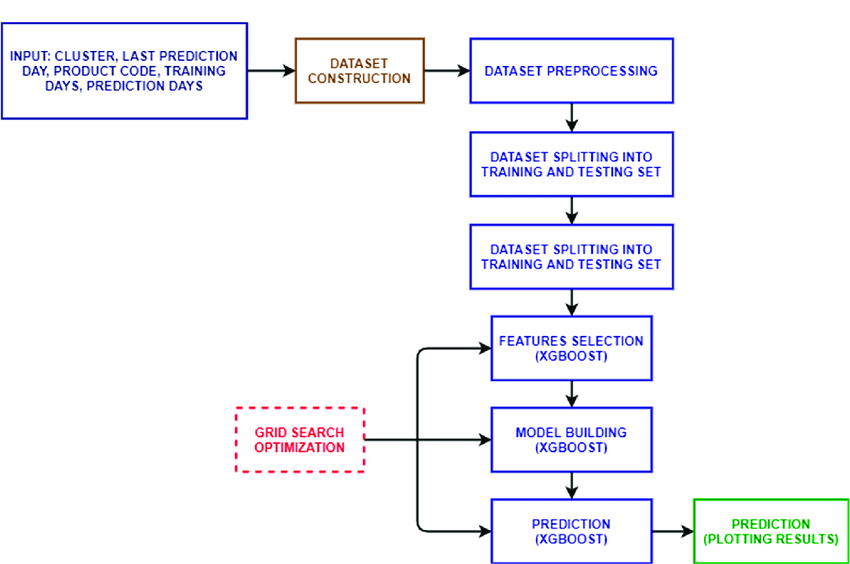 INPUT: CLUSTER, LAST PREDICTION
DAY, PRODUCT CODE, TRAINING
DAYS, PREDICTION DAYS
DATASET
CONSTRUCTION
DATASET PREPROCESSING
DATASET SPLITTING INTO
TRAINING AND TESTING SET
DATASET SPLITTING INTO
TRAINING AND TESTING SET
FEATURES SELECTION
(XGBOOST)
GRID SEARCH
OPTIMIZATION
MODEL BUILDING
(XGBOOST)
PREDICTION
(XGBOOST)
PREDICTION
(PLOTTING RESULTS)